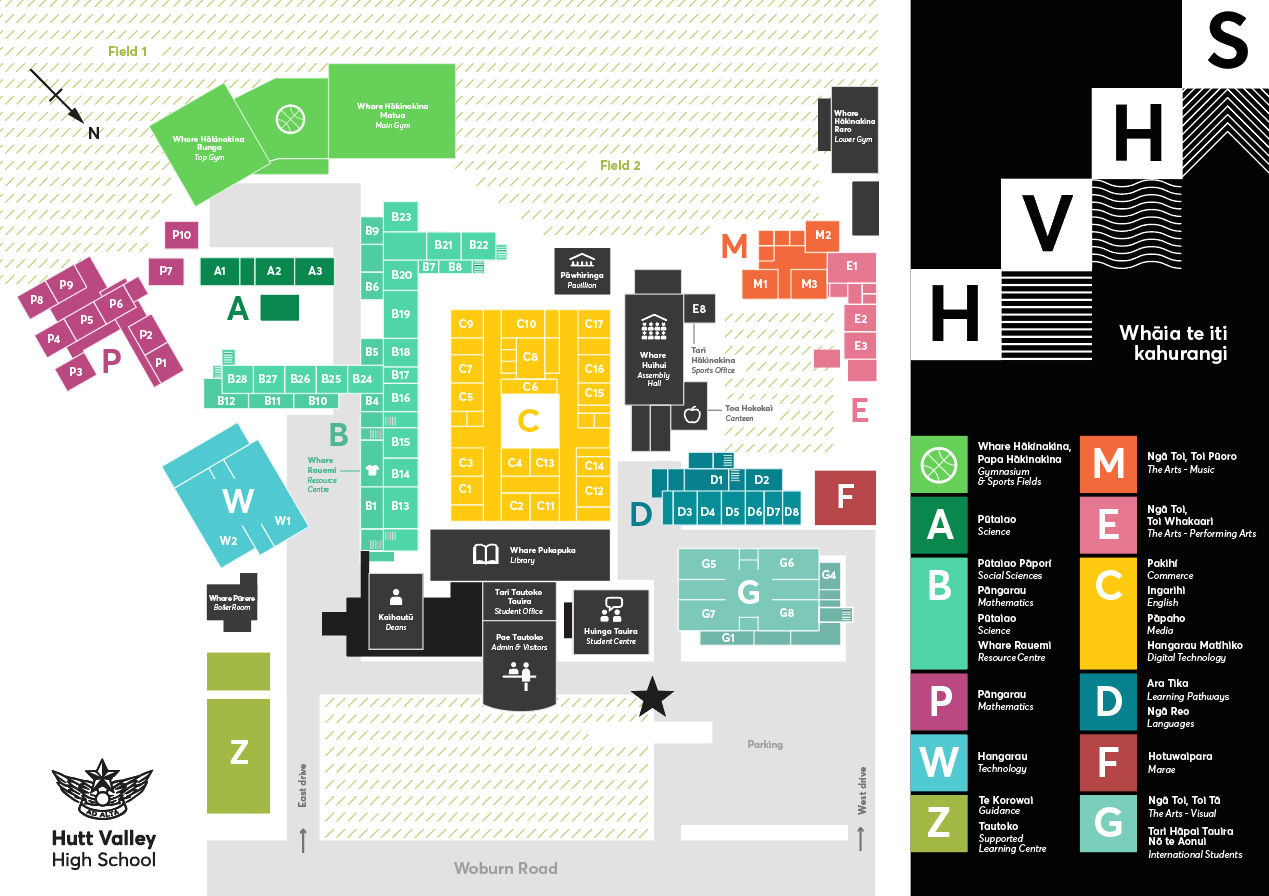 Field 1
N
Whare Hākinakina
Matua
Main Gym
Whare Hākinakina
Runga
Top Gym
Whare
Hākinakina
Raro
Lower Gym
Field 2
P10
P7
P9
P8
P6
P5
P4
P2
P1
P3
P
A1
A2
A3
A
B23
B9
B21
B22
B7
B8
B20
B6
B19
B5
B18
B17
B28
B27
B26
B25
B24
B12
B11
B10
B4
B16
B
B15
Whare
Rauemi
Resource
Centre
B14
B1
B13
Pāwhiringa
Pavillion
C9
C10
C17
C8
C7
C16
C6
C5
C15
C
C3
C4
C13
C14
C1
C12
C2
C11
Whare
Huihui
Assembly
Hall
E8
Tari
Hākinakina
Sports Office
Toa Hokokai
Canteen
M
M2
M1
M3
E1
E2
E3
E
D1
D2
D
D3
D4
D5
D6
D7
D8
F
W
W1
W2
Whare Pūrere
Boiler Room
Whare Pukapuka
Library
Kaihautū
Deans
Tari Tautoko
Tauira
Student Office
Pae Tautoko
Admin & Visitors
Huinga Tauira
Student Centre
G5
G6
G4
G
G7
G8
G1
Z
Parking
East drive
West drive
Woburn Road
AD ALTA
Hutt Valley
High School
S
H
V
H
Whāia te iti
kahurangi
Whare Hākinakina,
Papa Hākinakina
Gymnasium
& Sports Fields
A
Pūtaiao
Science
B
Pūtaiao Pāpori
Social Sciences
Pāngarau
Mathematics
Pūtaiao
Science
Whare Rauemi
Resource Centre
P
Pāngarau
Mathematics
W
Hangarau
Technology
Z
Te Korowai
Guidance
Tautoko
Supported
Learning Centre
M
Ngā Toi, Toi Pūoro
The Arts - Music
E
Ngā Toi,
Toi Whakaari
The Arts - Performing Arts
C
Pakihi
Commerce
Ingarihi
English
Pāpaho
Media
Hangarau Matihiko
Digital Technology
D
Ara Tika
Learning Pathways
Ngā Reo
Languages
F
Hotuwaipara
Marae
G
Ngā Toi, Toi Tā
The Arts - Visual
Tari Hāpai Tauira
Nō te Aonui
International Students